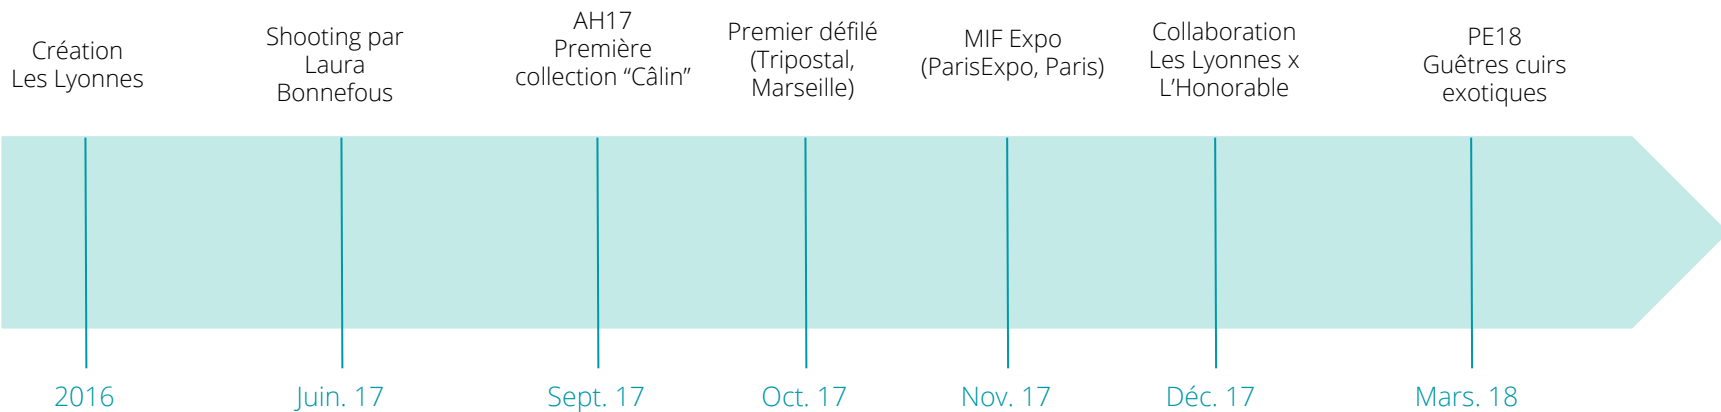 Création
Les Lyonnes
Shooting par
Laura
Bonnefous
AH17
Première
collection “Câlin”
Premier défilé
(Tripostal,
Marseille)
MIF Expo
(ParisExpo, Paris)
Collaboration
Les Lyonnes x
L’Honorable
PE18
Guêtres cuirs
exotiques
2016
Juin. 17
Sept. 17
Oct. 17
Nov. 17
Déc. 17
Mars. 18